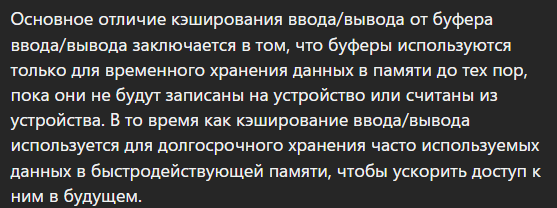 Основное отличие кэширования ввода/вывода от буфера
ввода/вывода заключается в том, что буферы используются
только для временного хранения данных в памяти до тех пор,
пока они не будут записаны на устройство или считаны из
устройства. В то время как кэширование ввода/вывода
используется для долгосрочного хранения часто используемых
данных в быстродействующей памяти, чтобы ускорить доступ к
ним в будущем.